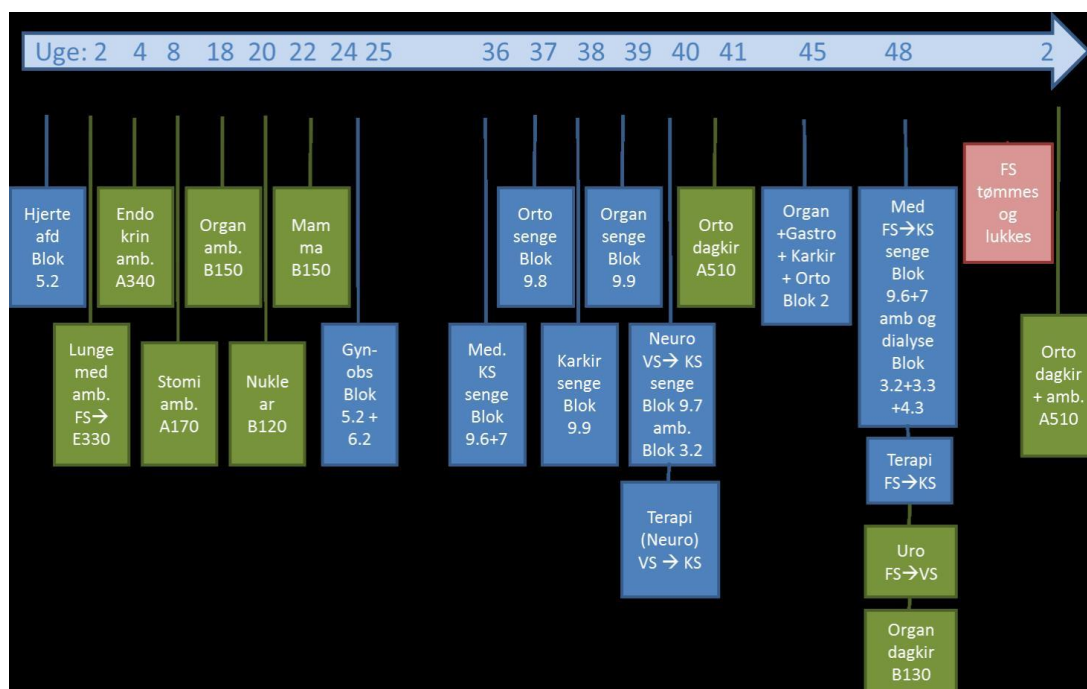 Uge: 2 4 8 18 20 22 24 25 36 37 38 39 40 41 45 48 2
Hjerte
afd
Blok
5.2
Lunge
med
amb.
FS→
E330
Endo
krin
amb.
A340
Stomi
amb.
A170
Organ
amb.
B150
Nukle
ar
B120
Mam
ma
B150
Gyn-
obs
Blok
5.2 +
6.2
Med.
KS
senge
Blok
9.6+7
Orto
senge
Blok
9.8
Karkir
senge
Blok
9.9
Organ
senge
Blok
9.9
Neuro
VS→ KS
senge
Blok 9.7
amb.
Blok 3.2
Terapi
(Neuro)
VS → KS
Orto
dagkir
A510
Organ
+Gastro
+ Karkir
+ Orto
Blok 2
Med
FS→KS
senge
Blok
9.6+7
amb og
dialyse
Blok
3.2+3.3
+4.3
Terapi
FS→KS
Uro
FS→VS
Organ
dagkir
B130
FS
tømmes
og
lukkes
Orto
dagkir
+ amb.
A510